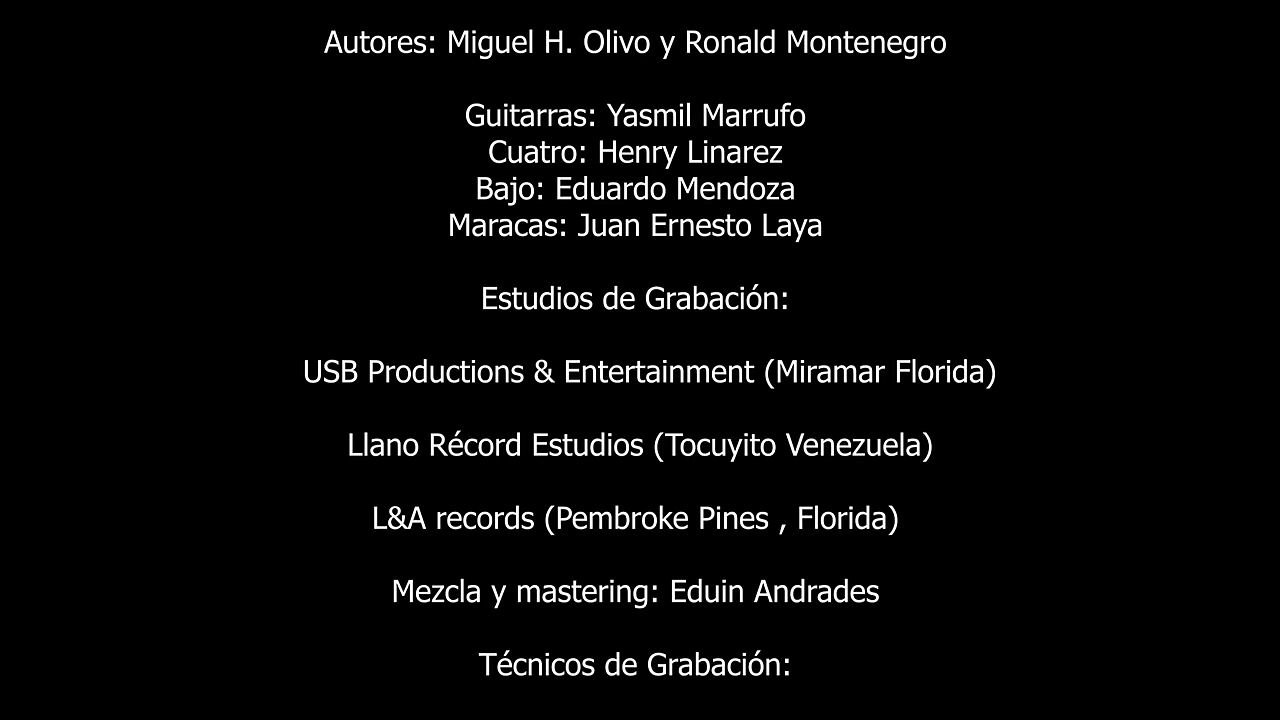 Autores: Miguel H. Olivo y Ronald Montenegro
Guitarras: Yasmil Marrufo
Cuatro: Henry Linarez
Bajo: Eduardo Mendoza
Maracas: Juan Ernesto Laya
Estudios de Grabación:
USB Productions & Entertainment (Miramar Florida)
Llano Récord Estudios (Tocuyito Venezuela)
L&A records (Pembroke Pines , Florida)
Mezcla y mastering: Eduin Andrades
Técnicos de Grabación: